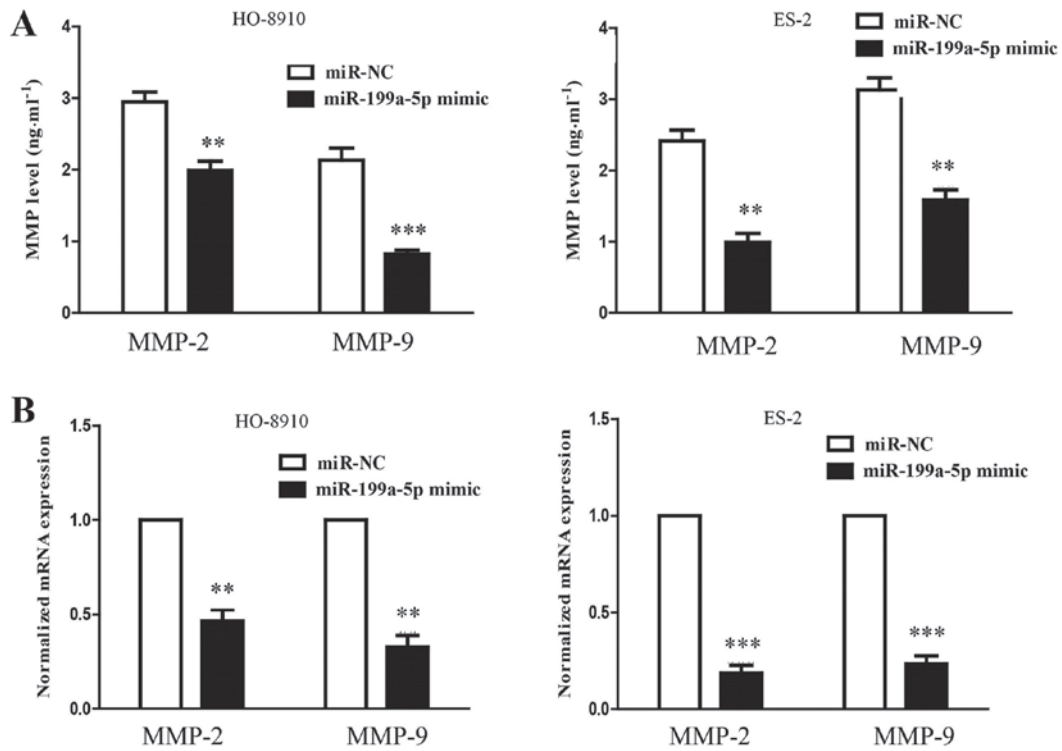 A
HO-8910
miR-NC
miR-199a-5p mimic
MMP level (ng·ml⁻¹)
4
3
2
1
0
**
***
MMP-2
MMP-9
ES-2
miR-NC
miR-199a-5p mimic
MMP level (ng·ml⁻¹)
4
3
2
1
0
**
**
MMP-2
MMP-9
B
HO-8910
miR-NC
miR-199a-5p mimic
Normalized mRNA expression
1.5
1.0
0.5
0.0
**
**
MMP-2
MMP-9
ES-2
miR-NC
miR-199a-5p mimic
Normalized mRNA expression
1.5
1.0
0.5
0.0
***
***
MMP-2
MMP-9